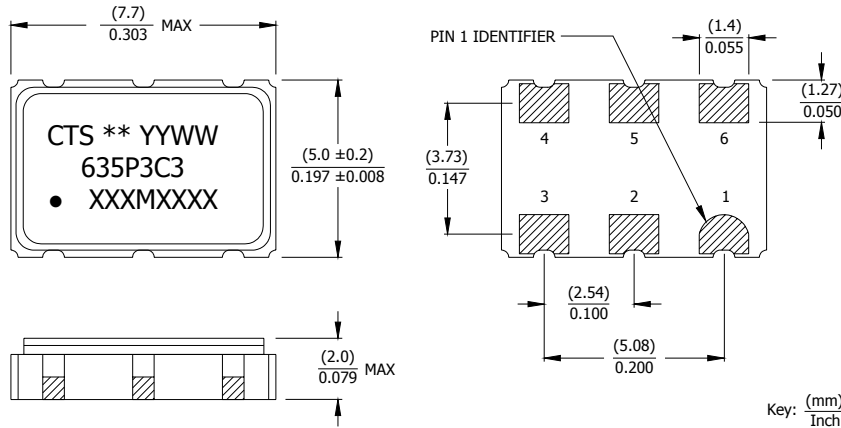 (7.7)
0.303 MAX
CTS ** YYWW
635P3C3
● XXXMXXXX
(5.0 ±0.2)
0.197 ±0.008
(2.0)
0.079 MAX
PIN 1 IDENTIFIER
(1.4)
0.055
(1.27)
0.050
4 5 6
(3.73)
0.147
3 2 1
(2.54)
0.100
(5.08)
0.200
Key: (mm)
Inch